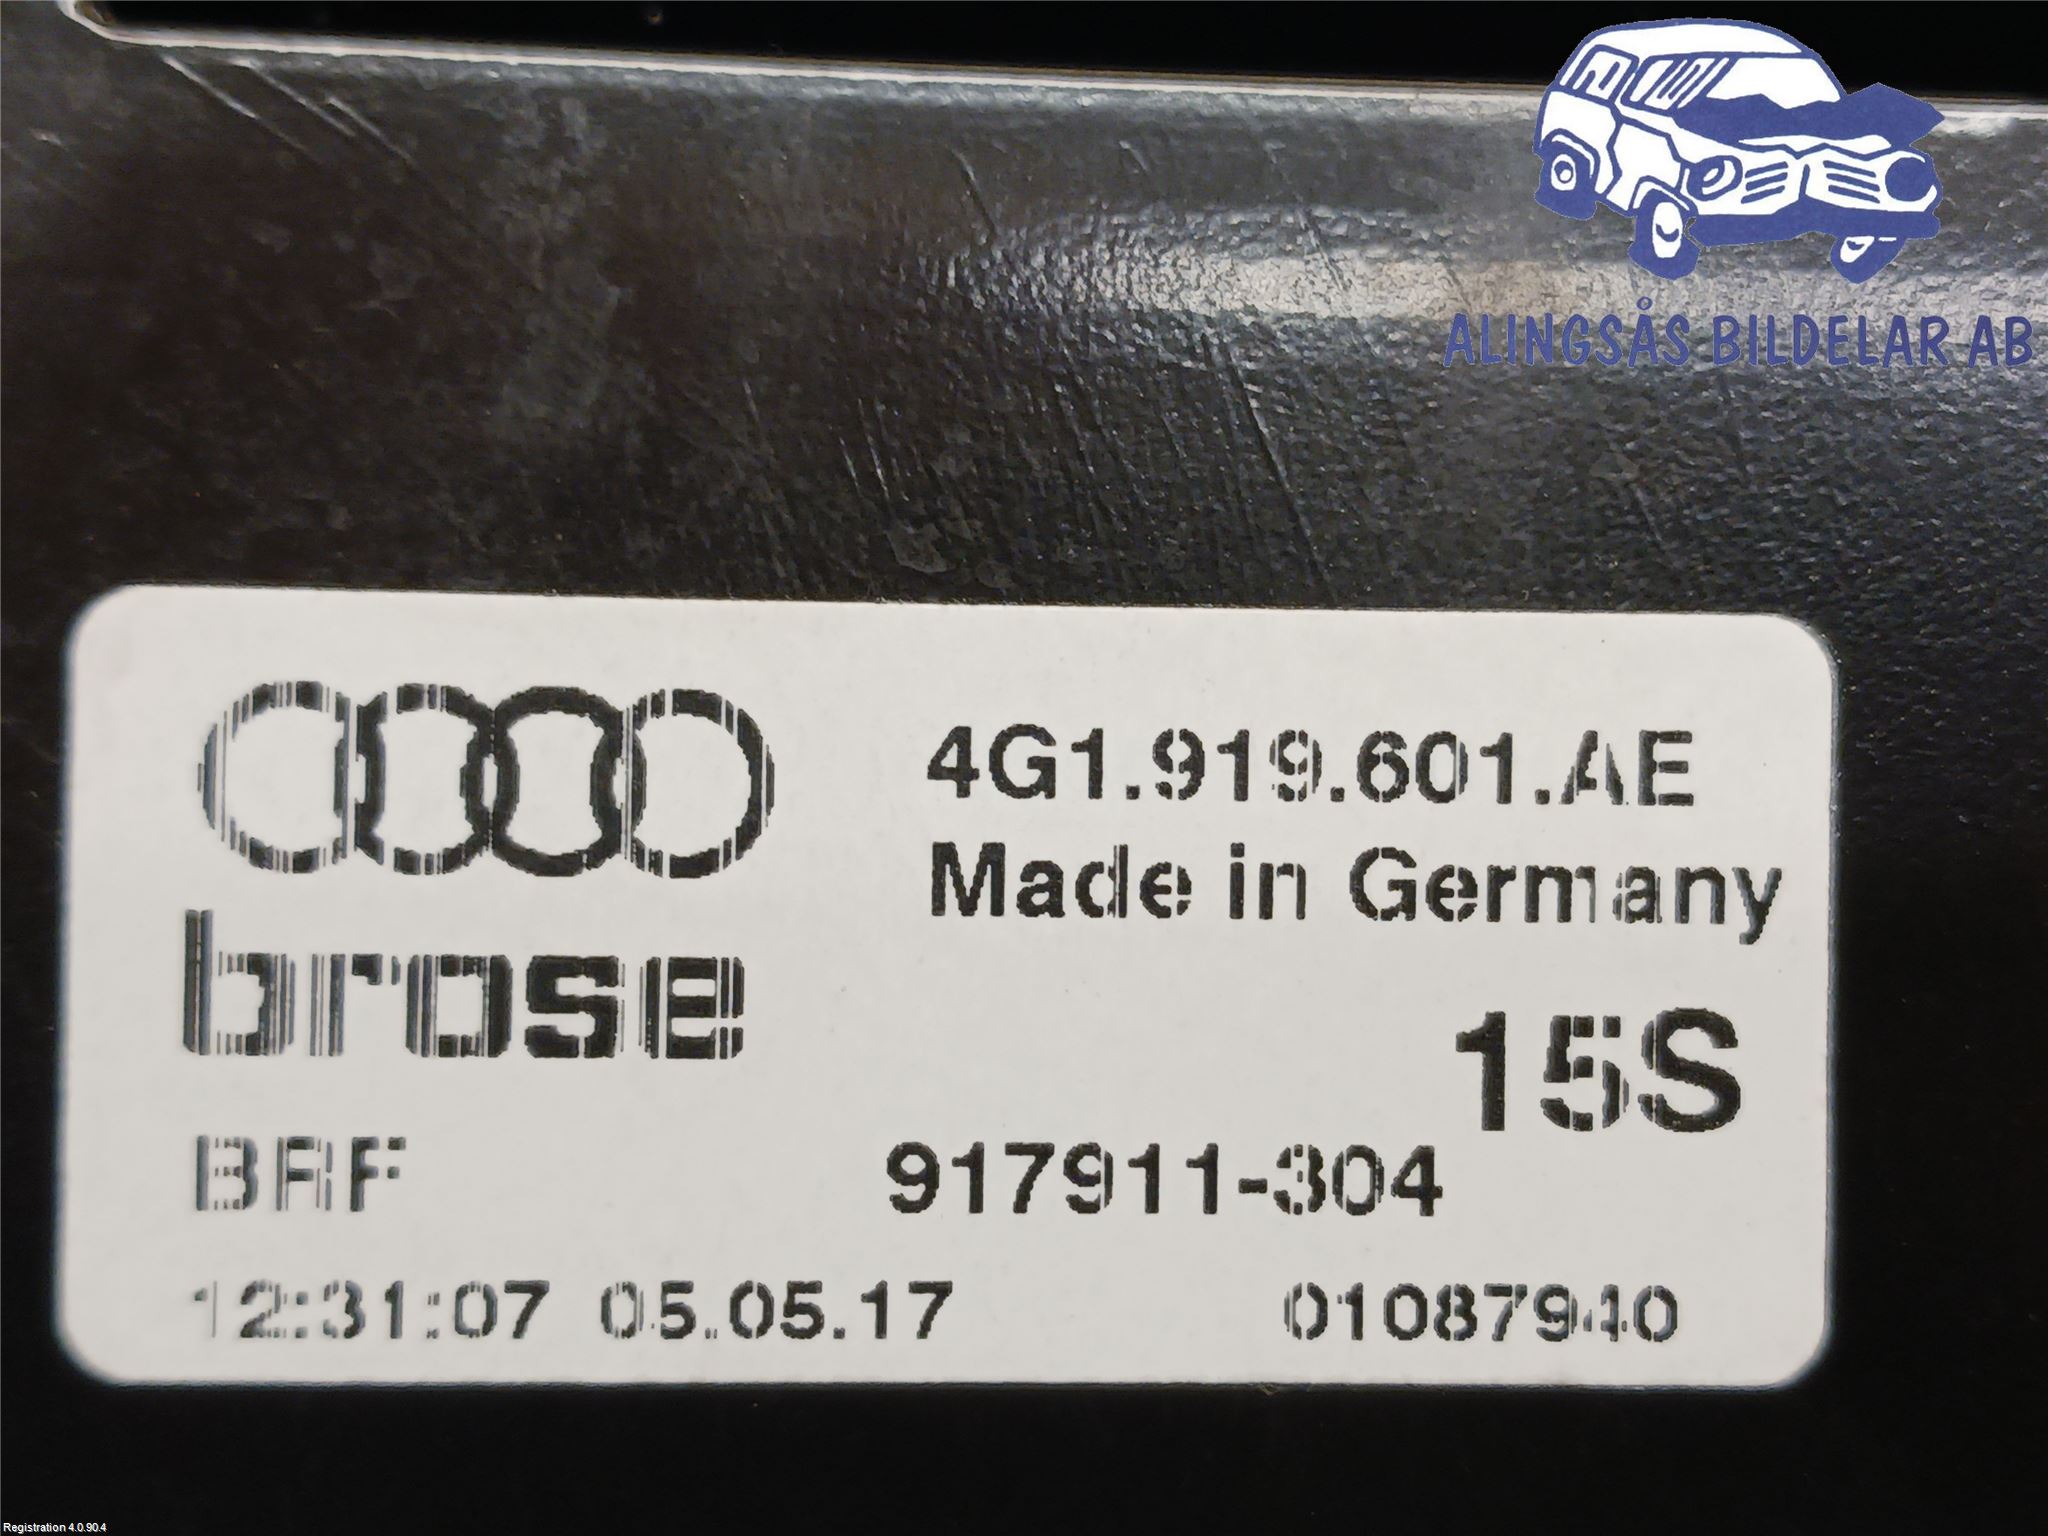 ALINGSÅS BILDELAR AB
4G1.919.601.AE
Made in Germany
brose
15S
BRF
917911-304
12:31:07 05.05.17
01087940
Registration 4.0.90.4